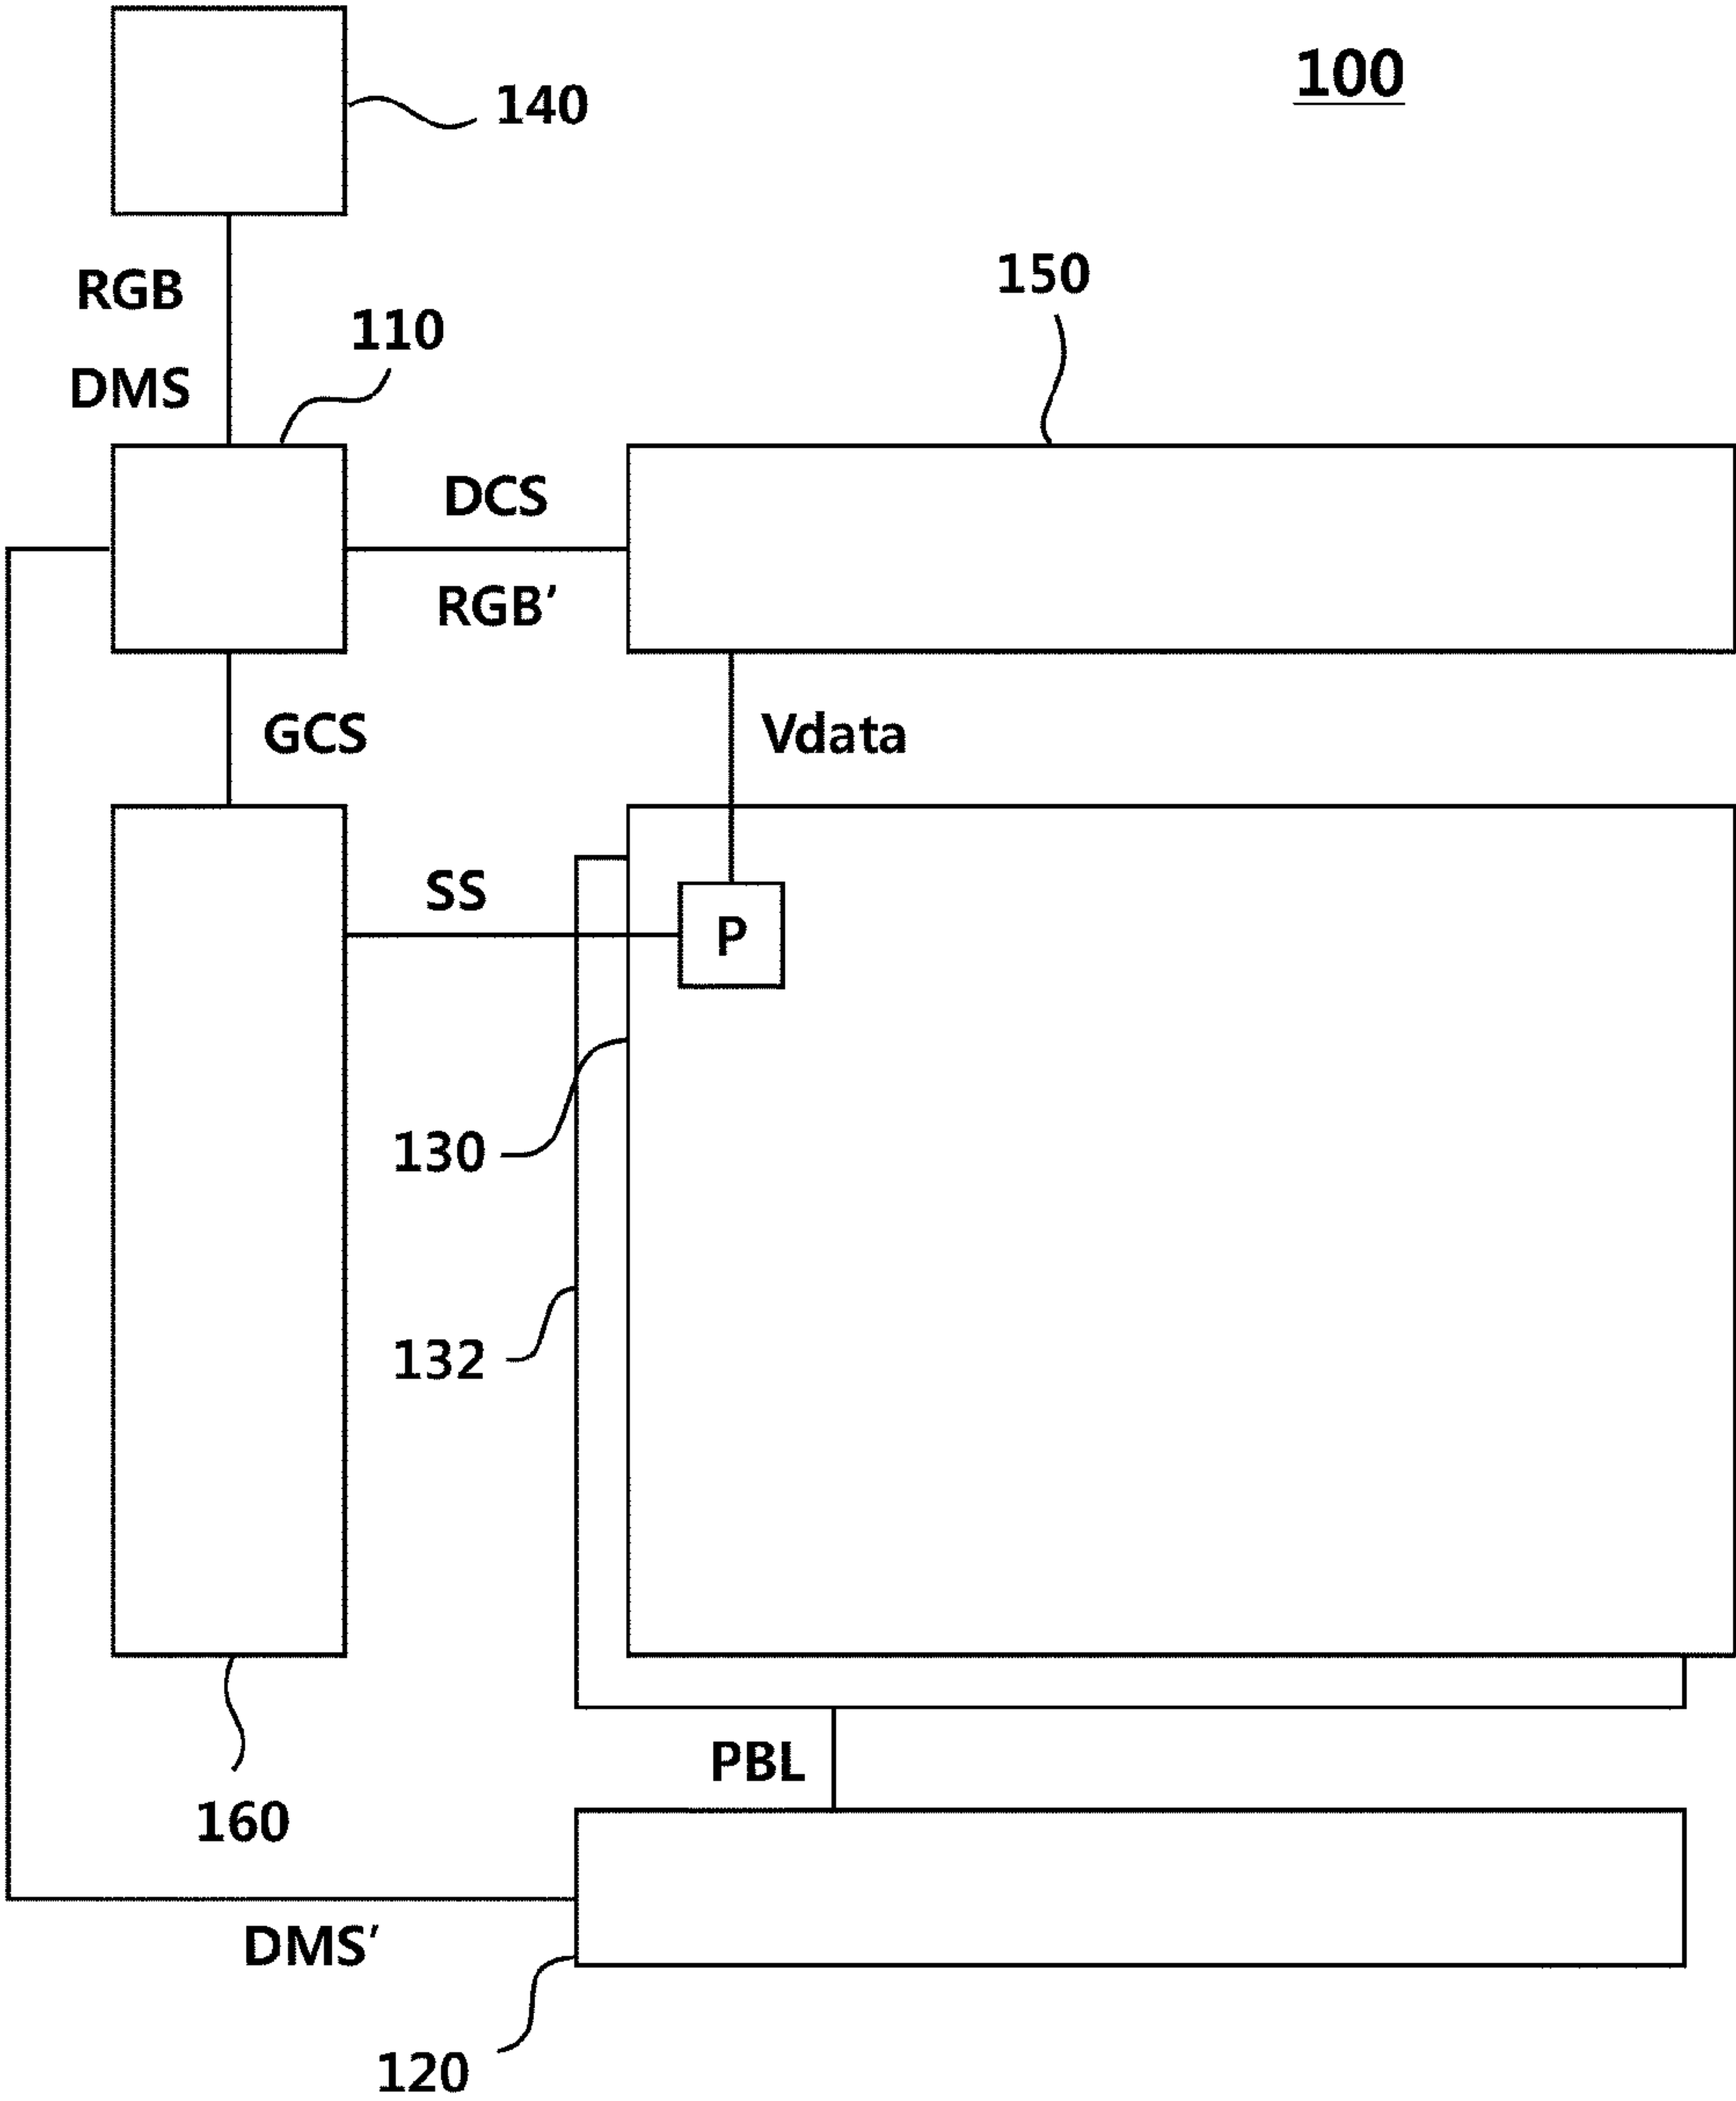 100
140
RGB
150
110
DMS
DCS
RGB’
GCS
Vdata
SS
P
130
132
PBL
160
DMS’
120